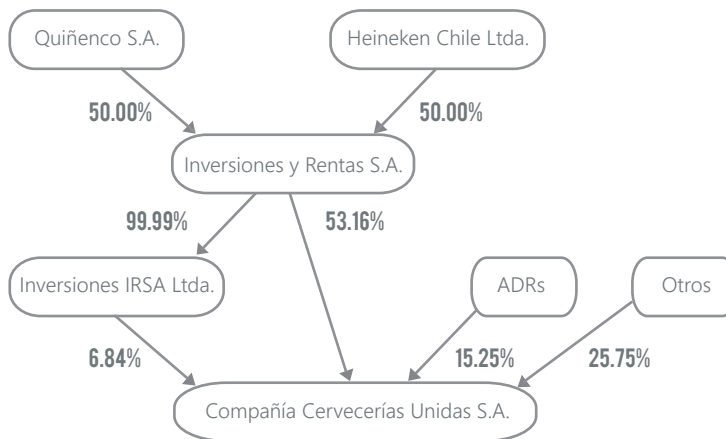 Quiñenco S.A.
Heineken Chile Ltda.
50.00%
50.00%
Inversiones y Rentas S.A.
99.99%
53.16%
Inversiones IRSA Ltda.
ADRs
Otros
6.84%
15.25%
25.75%
Compañía Cervecerías Unidas S.A.